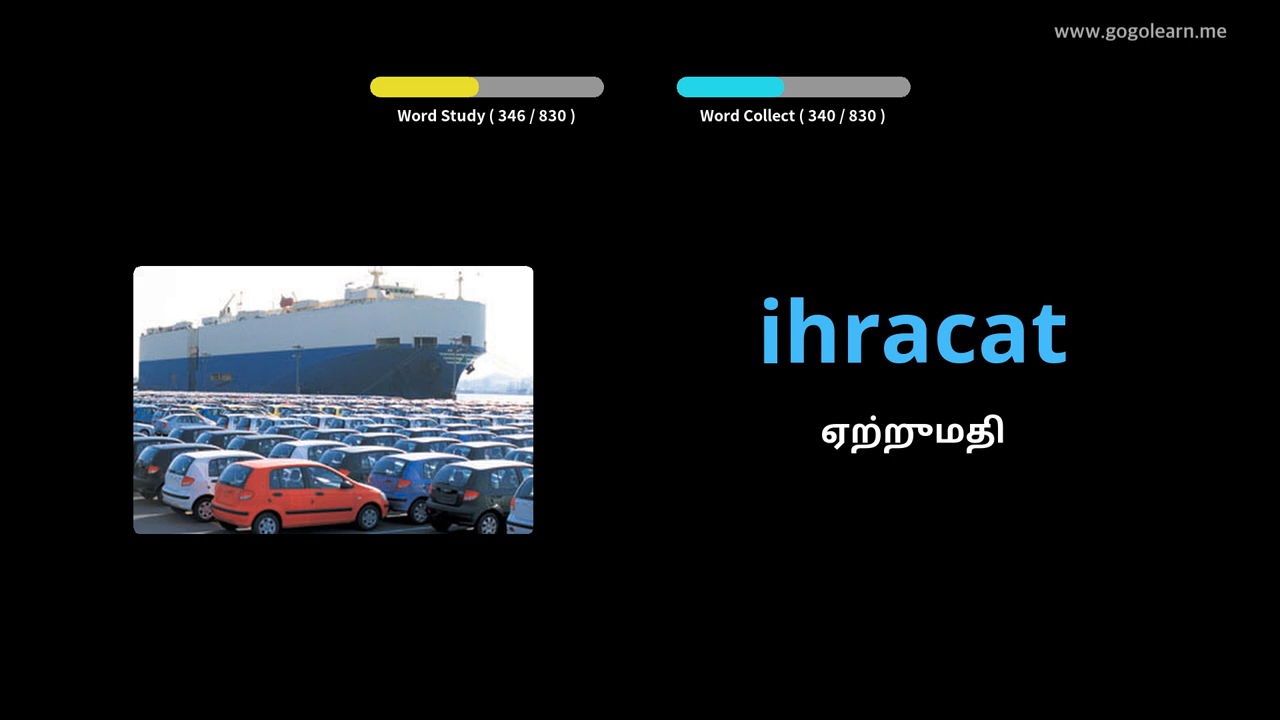 www.gogolearn.me
Word Study ( 346 / 830 )
Word Collect ( 340 / 830 )
ihracat
ஏற்றுமதி